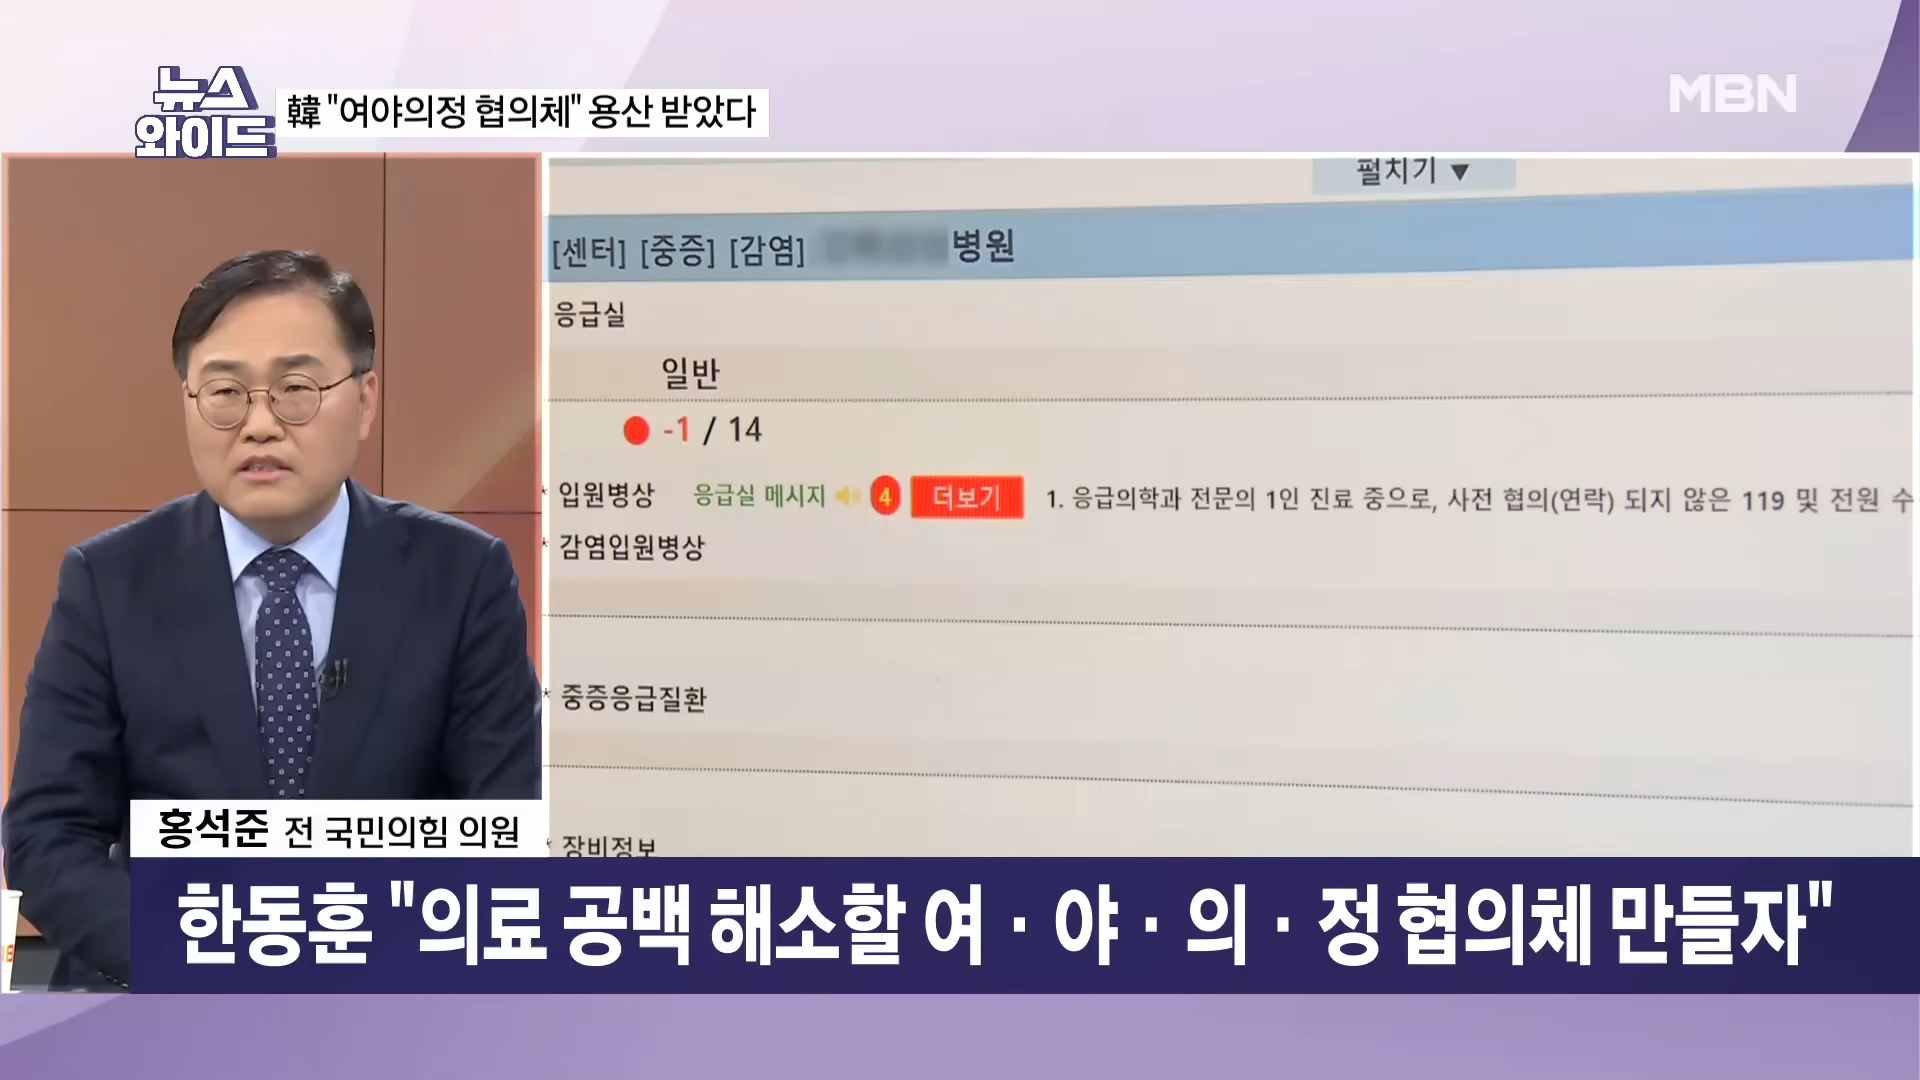 뉴스
와이드
韓 "여야의정 협의체" 용산 받았다
MBN
펼치기 ▼
[센터] [중증] [감염] 병원
응급실
일반
-1 / 14
* 입원병상 응급실 메시지 4 더보기 1. 응급의학과 전문의 1인 진료 중으로, 사전 협의(연락) 되지 않은 119 및 전원 수
* 감염입원병상
* 중증응급질환
* 장비정보
홍석준 전 국민의힘 의원
한동훈 "의료 공백 해소할 여·야·의·정 협의체 만들자"